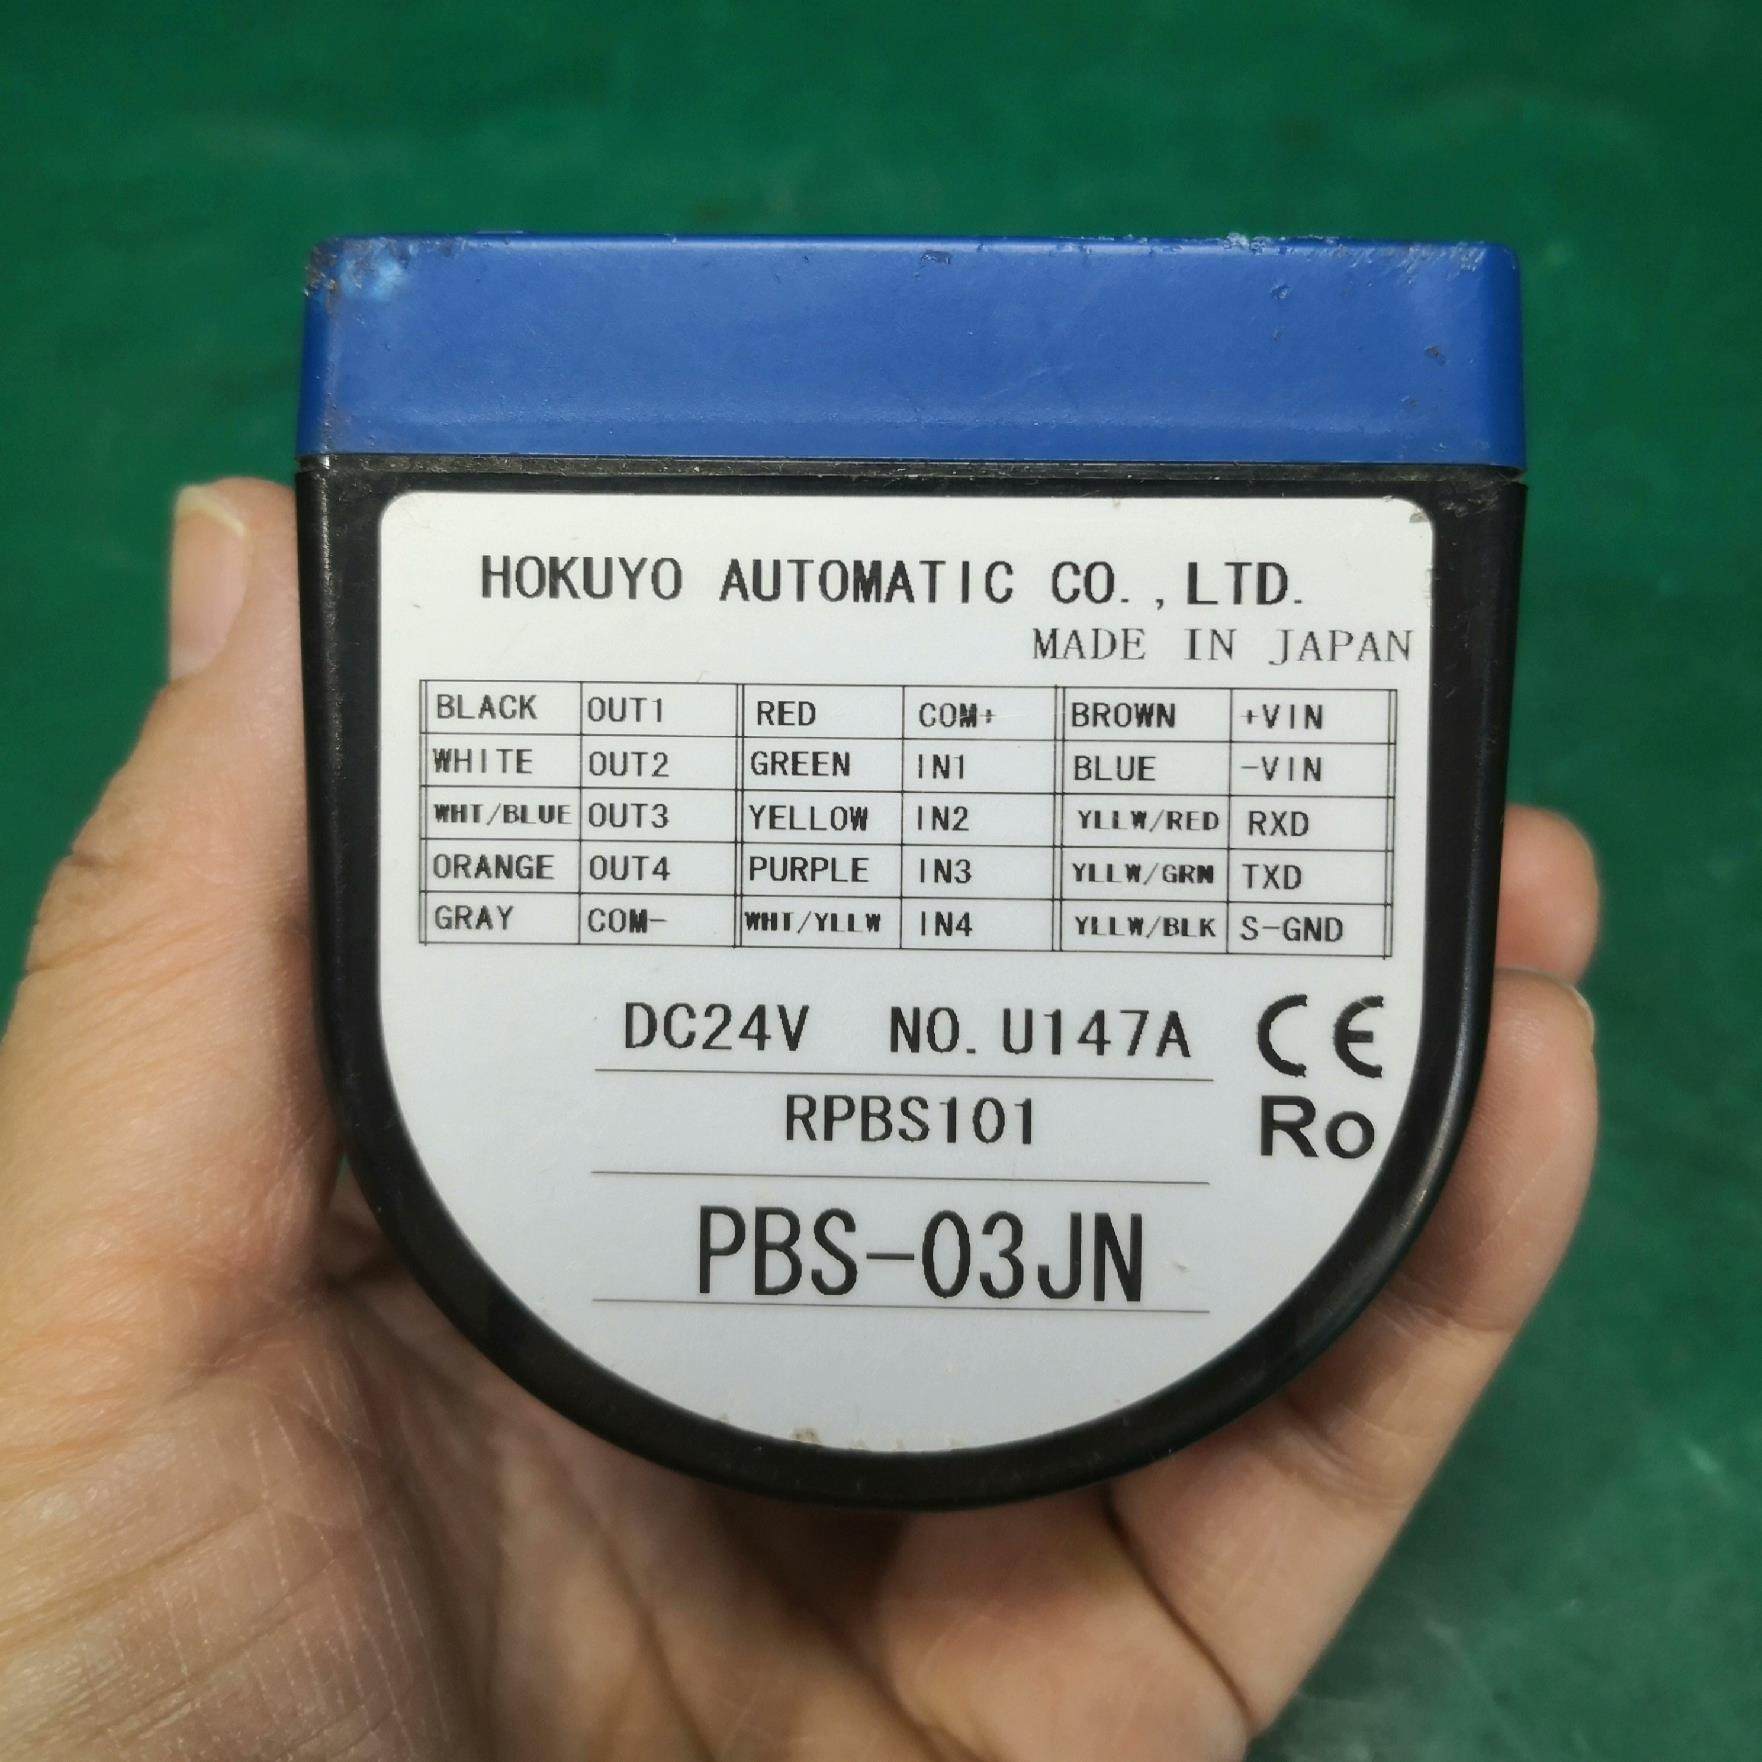 HOKUYO AUTOMATIC CO.,LTD.
MADE IN JAPAN
BLACK OUT1 RED COM+ BROWN +VIN
WHITE OUT2 GREEN IN1 BLUE -VIN
WHT/BLUE OUT3 YELLOW IN2 YLLW/RED RXD
ORANGE OUT4 PURPLE IN3 YLLW/GRN TXD
GRAY COM- WHT/YLLW IN4 YLLW/BLK S-GND
DC24V NO.U147A CE
RPBS101 Ro
PBS-03JN